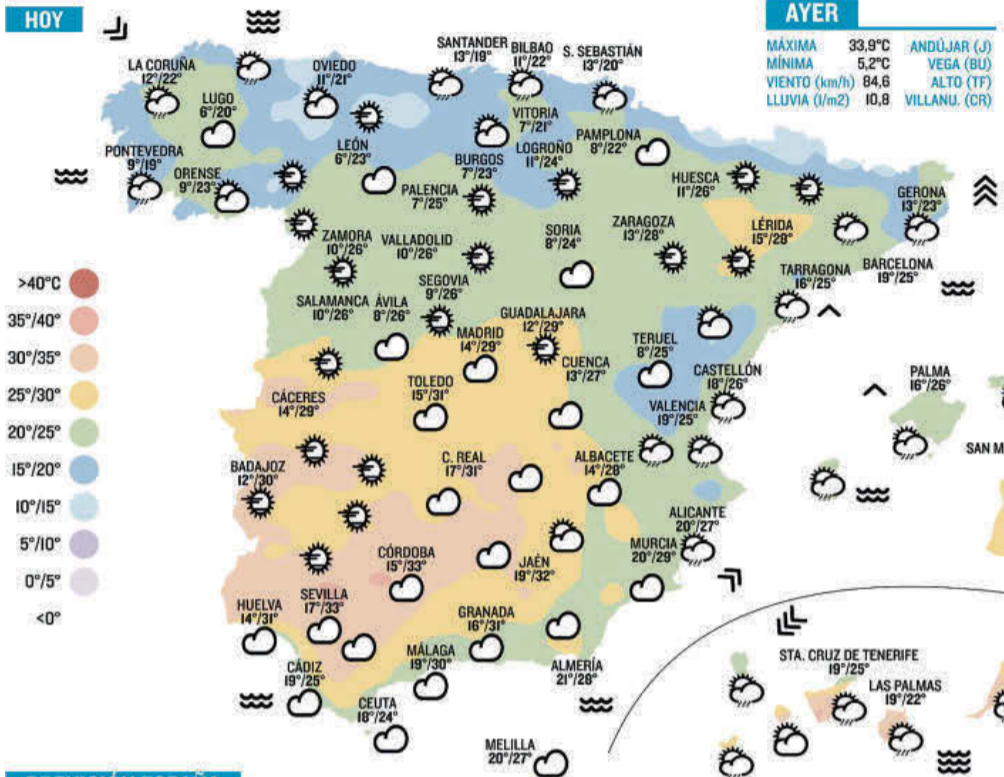 HOY
AYER
MÁXIMA 33,9°C ANDÚJAR (J)
MÍNIMA 5,2°C VEGA (BU)
VIENTO (km/h) 84,6 ALTO (TF)
LLUVIA (l/m2) 10,8 VILLANU. (CR)
LA CORUÑA
12°/22°
LUGO
6°/20°
OVIEDO
11°/21°
SANTANDER
13°/19°
BILBAO
11°/22°
S. SEBASTIÁN
13°/20°
VITORIA
7°/21°
PAMPLONA
8°/22°
LEÓN
6°/23°
BURGOS
7°/23°
LOGROÑO
11°/24°
PONTEVEDRA
9°/19°
ORENSE
9°/23°
PALENCIA
7°/25°
HUESCA
11°/26°
GERONA
13°/23°
ZAMORA
10°/26°
VALLADOLID
10°/26°
SORIA
8°/24°
ZARAGOZA
13°/28°
LÉRIDA
15°/29°
BARCELONA
19°/25°
TARRAGONA
16°/25°
SEGOVIA
9°/26°
SALAMANCA
10°/26°
ÁVILA
8°/26°
MADRID
14°/29°
GUADALAJARA
12°/29°
CUENCA
13°/27°
TERUEL
8°/25°
CASTELLÓN
18°/26°
PALMA
16°/26°
CÁCERES
14°/29°
TOLEDO
15°/31°
VALENCIA
19°/25°
SAN M
BADAJOZ
12°/30°
C. REAL
17°/31°
ALBACETE
14°/28°
ALICANTE
20°/27°
MURCIA
20°/29°
CÓRDOBA
15°/33°
JAÉN
19°/32°
HUELVA
14°/31°
SEVILLA
17°/33°
GRANADA
16°/31°
MÁLAGA
19°/30°
ALMERÍA
21°/28°
CÁDIZ
19°/25°
CEUTA
18°/24°
MELILLA
20°/27°
STA. CRUZ DE TENERIFE
19°/25°
LAS PALMAS
19°/22°
>40°C
35°/40°
30°/35°
25°/30°
20°/25°
15°/20°
10°/15°
5°/10°
0°/5°
<0°